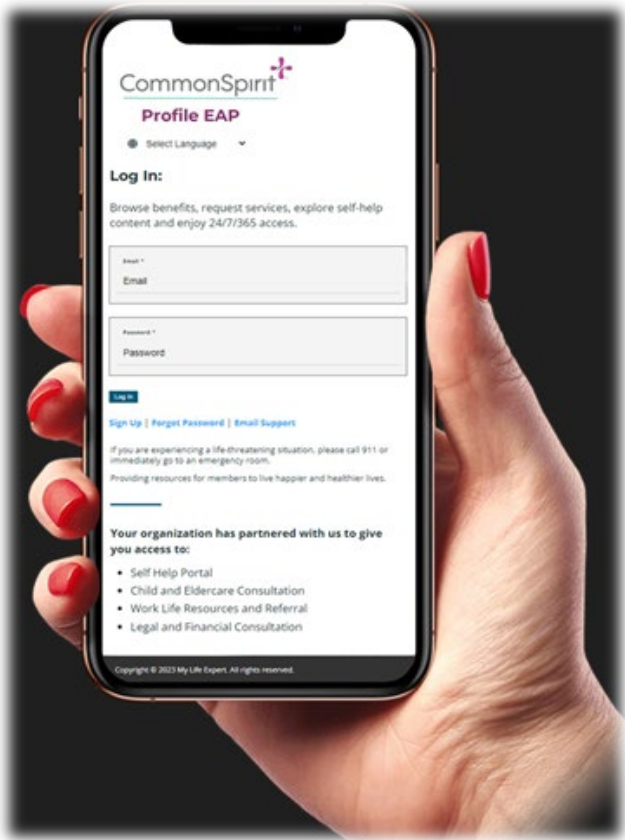 CommonSpirit
Profile EAP
Select Language
Log In:
Browse benefits, request services, explore self-help
content and enjoy 24/7/365 access.
Email *
Email
Password *
Password
Log In
Sign Up | Forgot Password | Email Support
If you are experiencing a life-threatening situation, please call 911 or
immediately go to an emergency room.
Providing resources for members to live happier and healthier lives.
Your organization has partnered with us to give
you access to:
• Self Help Portal
• Child and Eldercare Consultation
• Work Life Resources and Referral
• Legal and Financial Consultation
Copyright © 2023 My Life Expert. All rights reserved.